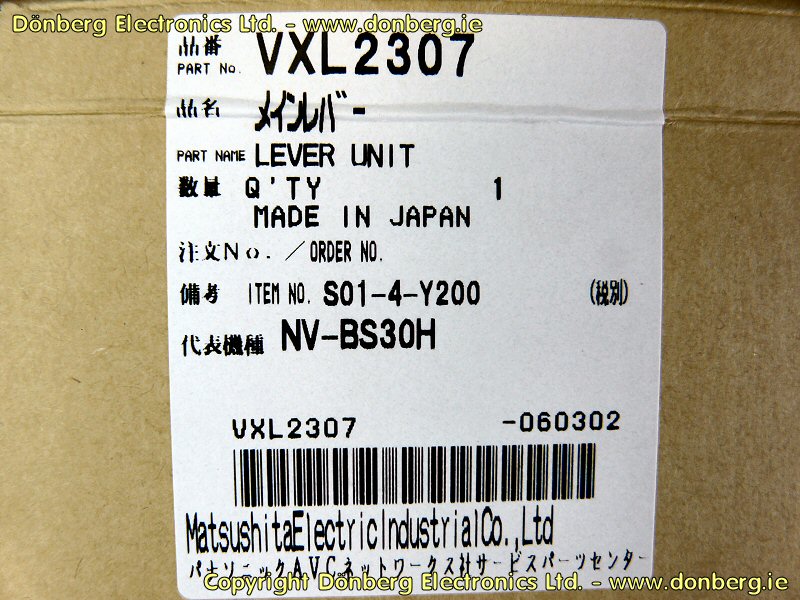 Dönberg Electronics Ltd. - www.donberg.ie
品番 PART No. VXL2307
品名 メインレバー
PART NAME LEVER UNIT
数量 Q'TY 1
MADE IN JAPAN
注文No. / ORDER NO.
備考 ITEM NO. S01-4-Y200 (税別)
代表機種 NV-BS30H
VXL2307 -060302
MatsushitaElectricIndustrialCo.,Ltd
パナソニックAVCネットワークス社サービスパーツセンター
Copyright Dönberg Electronics Ltd. - www.donberg.ie